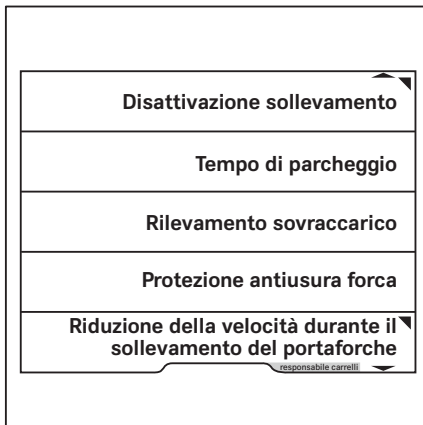 Disattivazione sollevamento
Tempo di parcheggio
Rilevamento sovraccarico
Protezione antiusura forca
Riduzione della velocità durante il
sollevamento del portaforche
responsabile carrelli